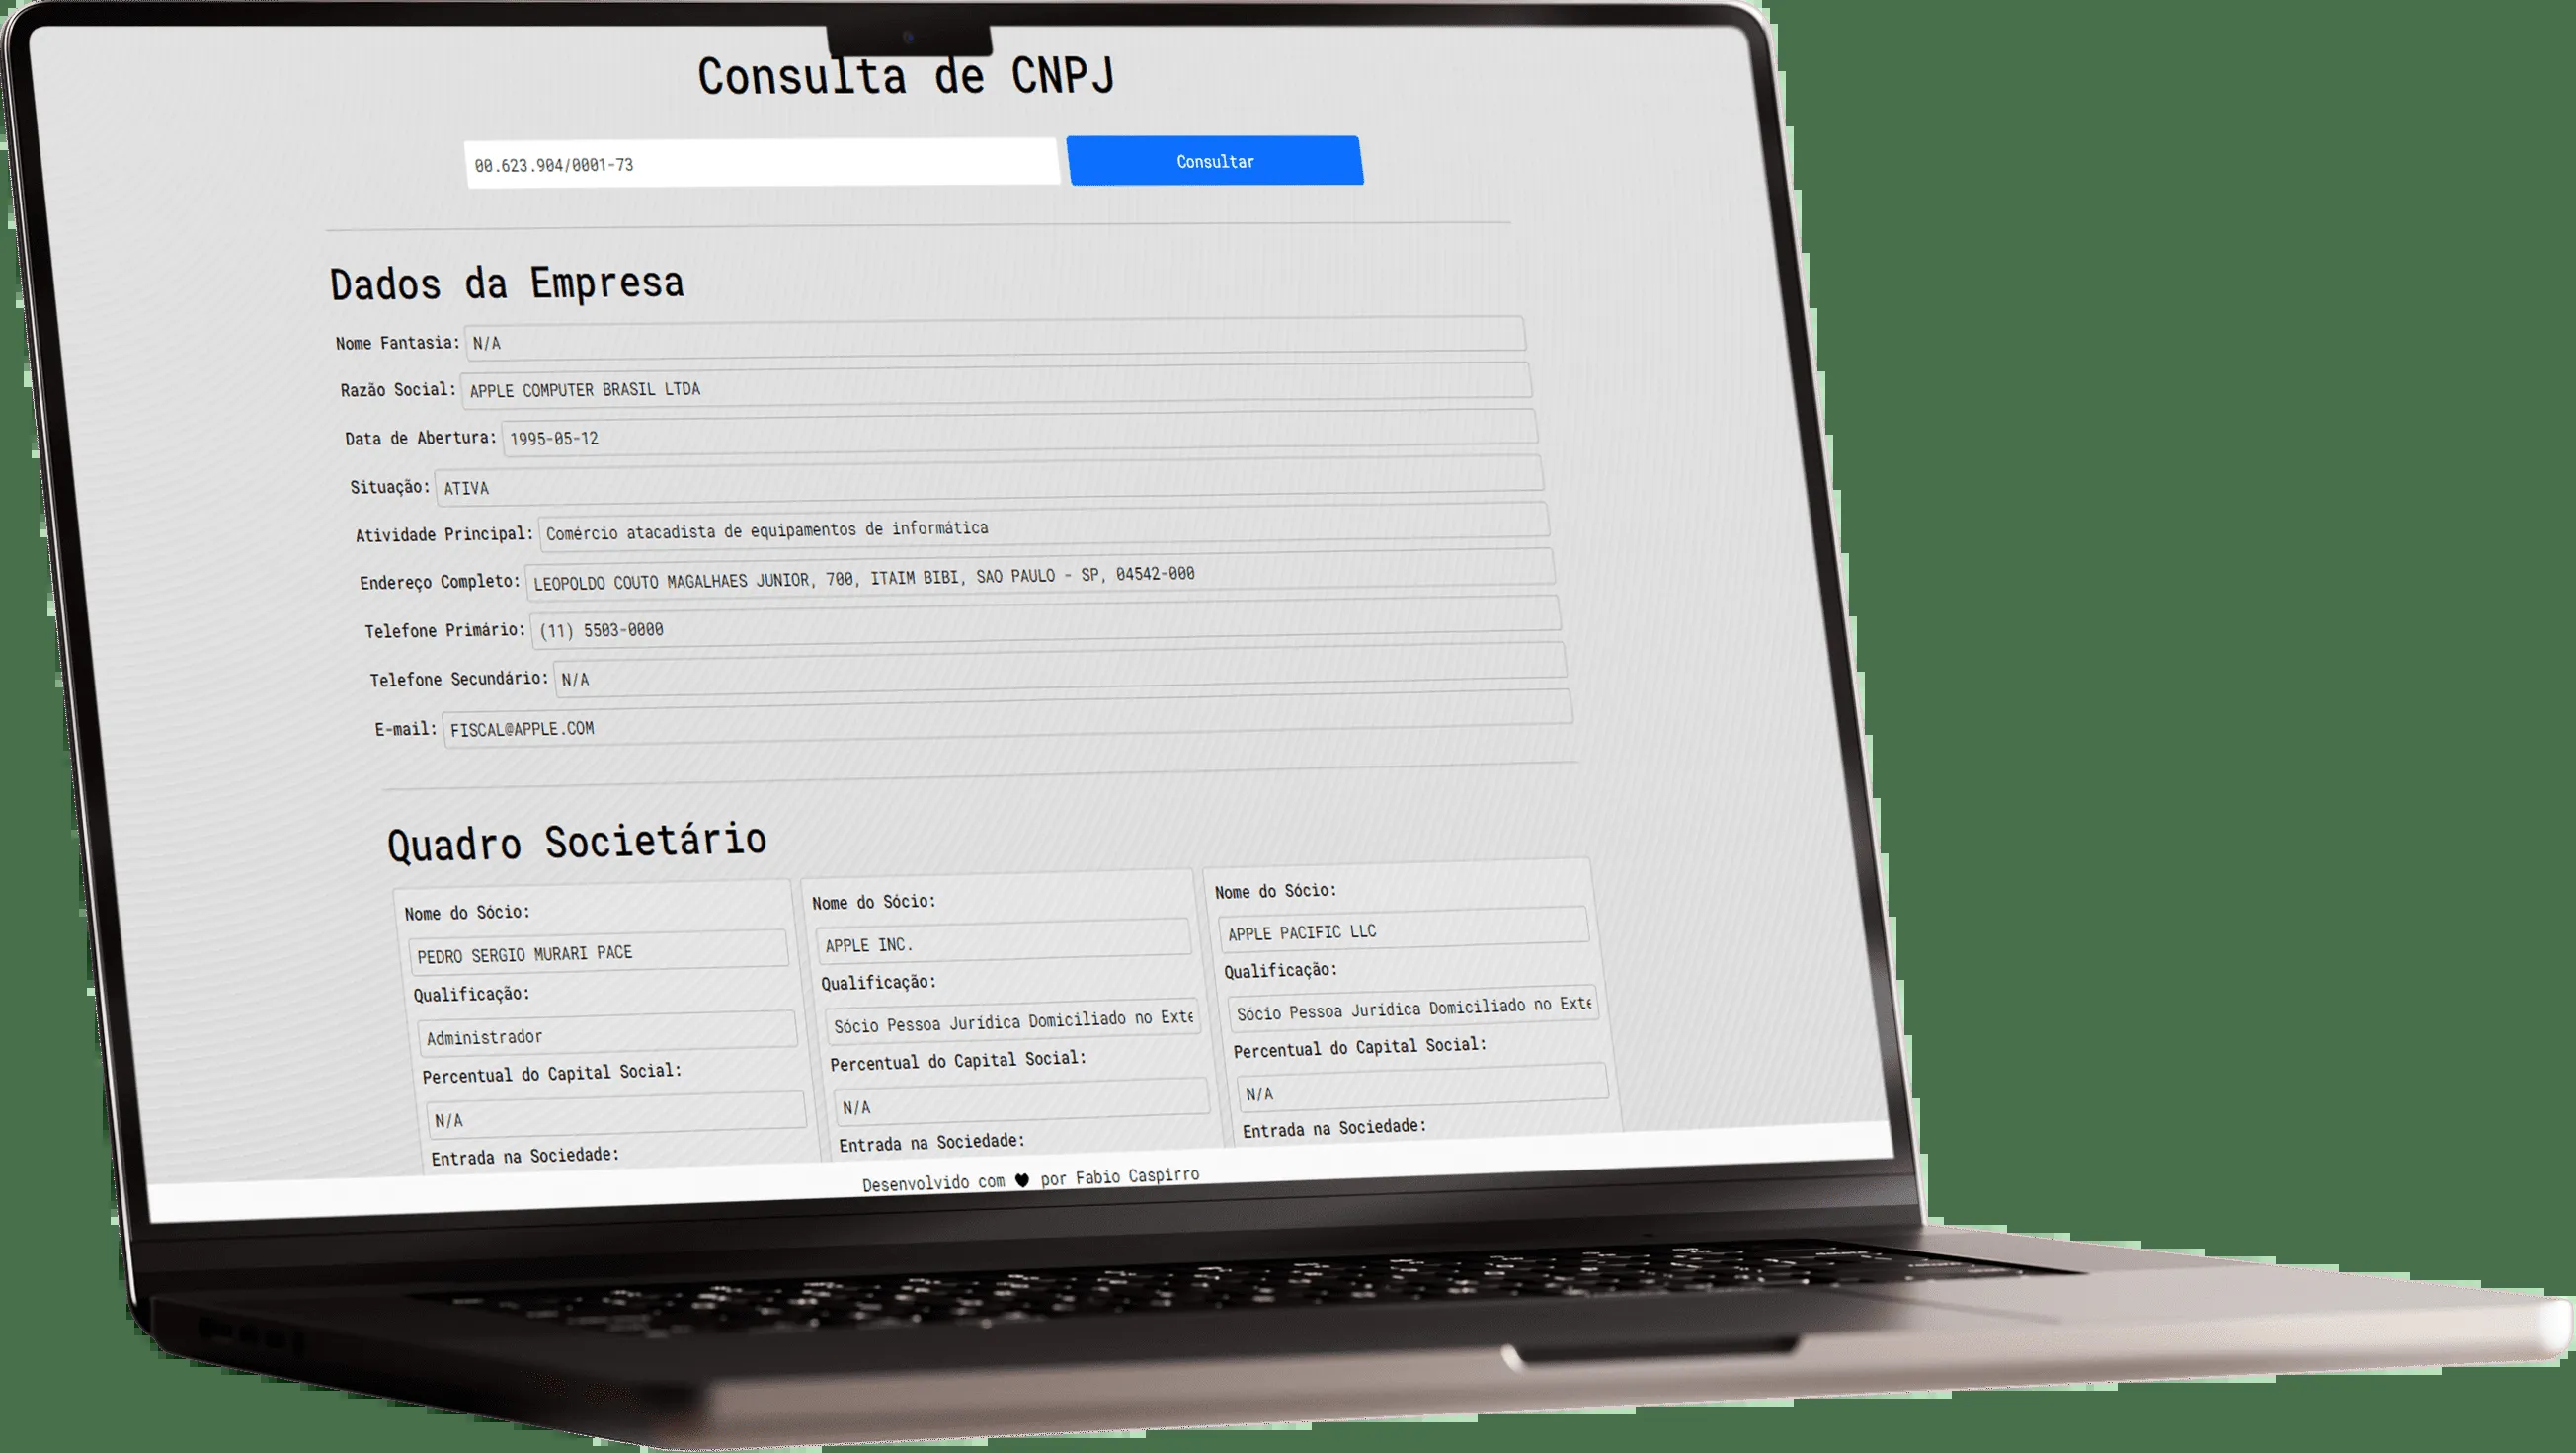 Consulta de CNPJ
00.623.904/0001-73
Consultar
Dados da Empresa
Nome Fantasia: N/A
Razão Social: APPLE COMPUTER BRASIL LTDA
Data de Abertura: 1995-05-12
Situação: ATIVA
Atividade Principal: Comércio atacadista de equipamentos de informática
Endereço Completo: LEOPOLDO COUTO MAGALHAES JUNIOR, 700, ITAIM BIBI, SAO PAULO - SP, 04542-000
Telefone Primário: (11) 5503-0000
Telefone Secundário: N/A
E-mail: FISCAL@APPLE.COM
Quadro Societário
Nome do Sócio:
PEDRO SERGIO MURARI PACE
Qualificação:
Administrador
Percentual do Capital Social:
N/A
Entrada na Sociedade:
Nome do Sócio:
APPLE INC.
Qualificação:
Sócio Pessoa Jurídica Domiciliado no Exte
Percentual do Capital Social:
N/A
Entrada na Sociedade:
Nome do Sócio:
APPLE PACIFIC LLC
Qualificação:
Sócio Pessoa Jurídica Domiciliado no Exte
Percentual do Capital Social:
N/A
Entrada na Sociedade:
Desenvolvido com ♥ por Fabio Caspirro